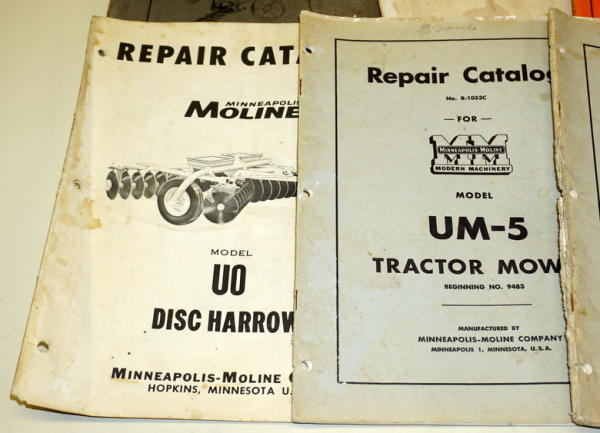 REPAIR CATA
MINNEAPOLIS
MOLINE
MODEL
UO
DISC HARROW
MINNEAPOLIS-MOLINE C
HOPKINS, MINNESOTA U.
Repair Catalog
No. R-1053C
— FOR —
MM
MINNEAPOLIS-MOLINE
MODERN MACHINERY
MODEL
UM-5
TRACTOR MOW
BEGINNING NO. 9483
MANUFACTURED BY
MINNEAPOLIS-MOLINE COMPANY
MINNEAPOLIS 1, MINNESOTA, U.S.A.